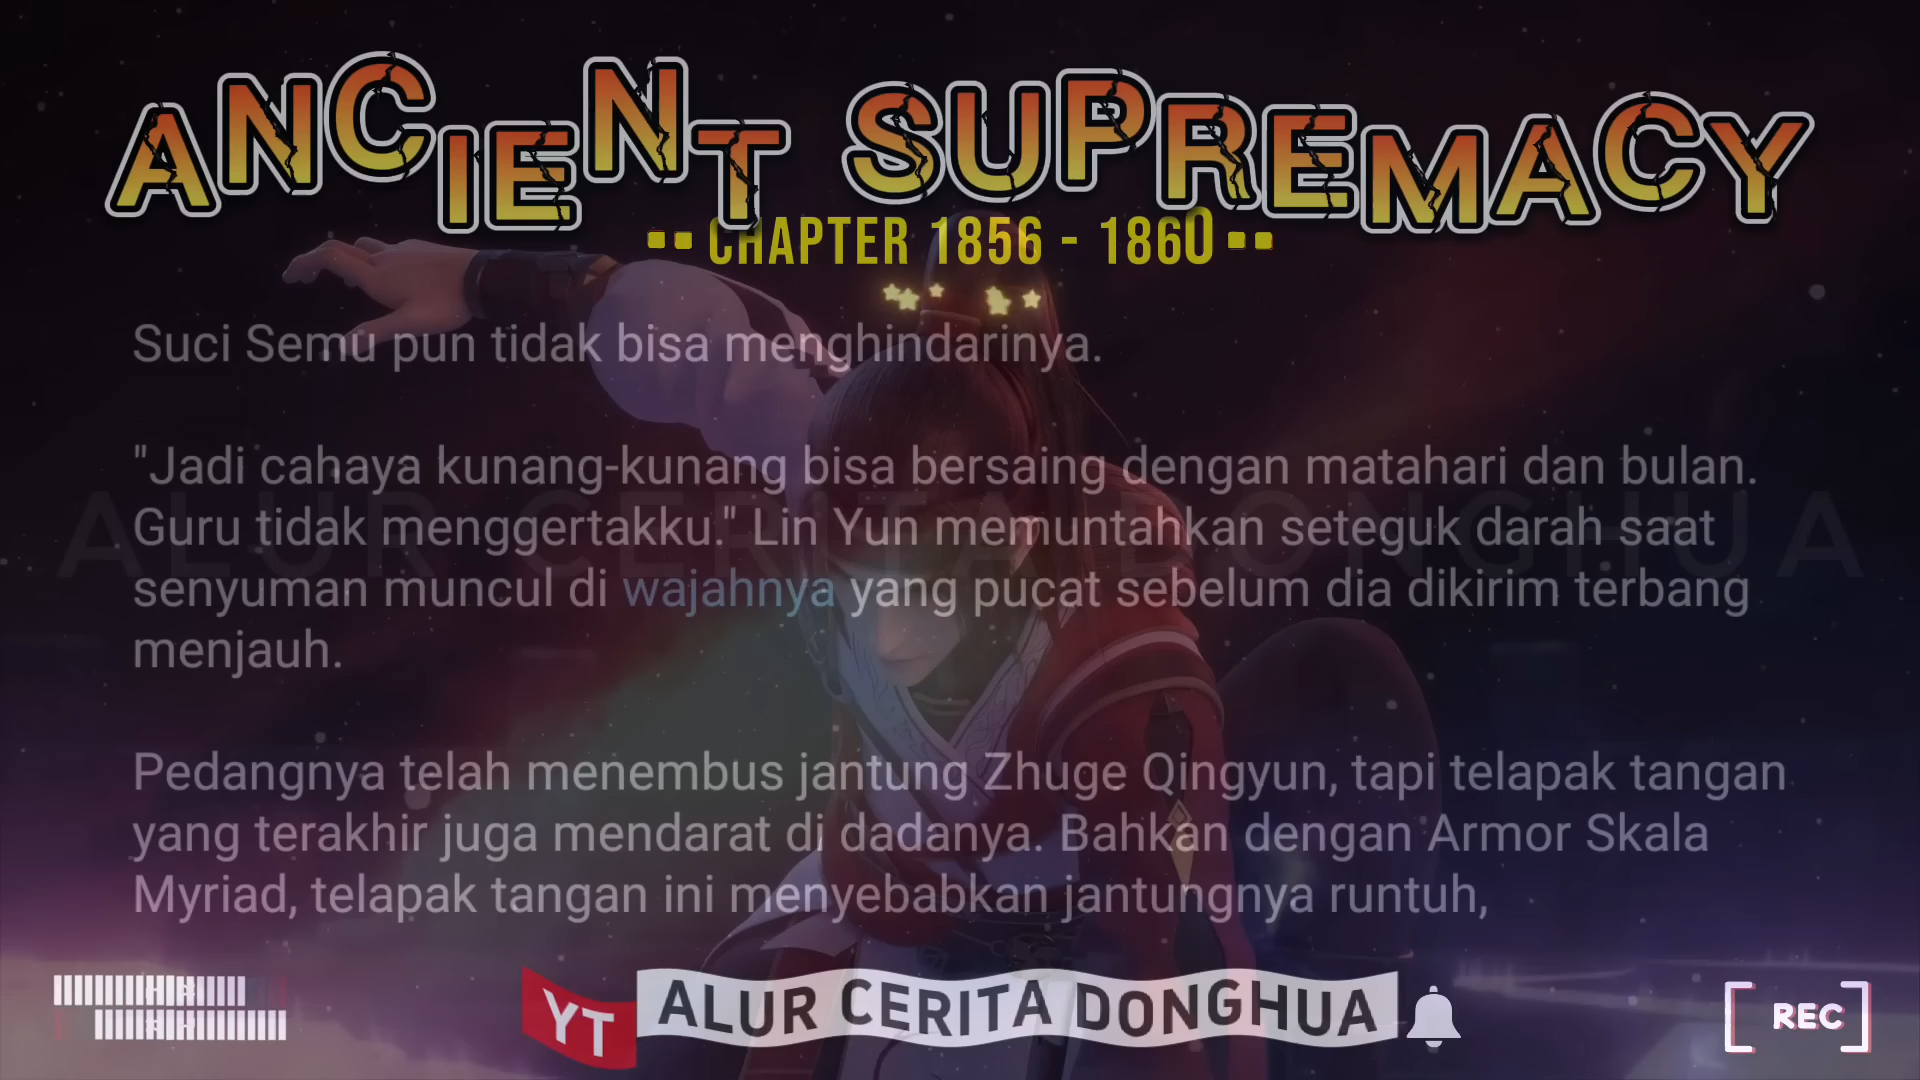 ANCIENT SUPREMACY
CHAPTER 1856 - 1860
Suci Semu pun tidak bisa menghindarinya.
"Jadi cahaya kunang-kunang bisa bersaing dengan matahari dan bulan.
Guru tidak menggertakku." Lin Yun memuntahkan seteguk darah saat
senyuman muncul di wajahnya yang pucat sebelum dia dikirim terbang
menjauh.
ALUR CERITA DONGHUA
Pedangnya telah menembus jantung Zhuge Qingyun, tapi telapak tangan
yang terakhir juga mendarat di dadanya. Bahkan dengan Armor Skala
Myriad, telapak tangan ini menyebabkan jantungnya runtuh,
YT ALUR CERITA DONGHUA
REC